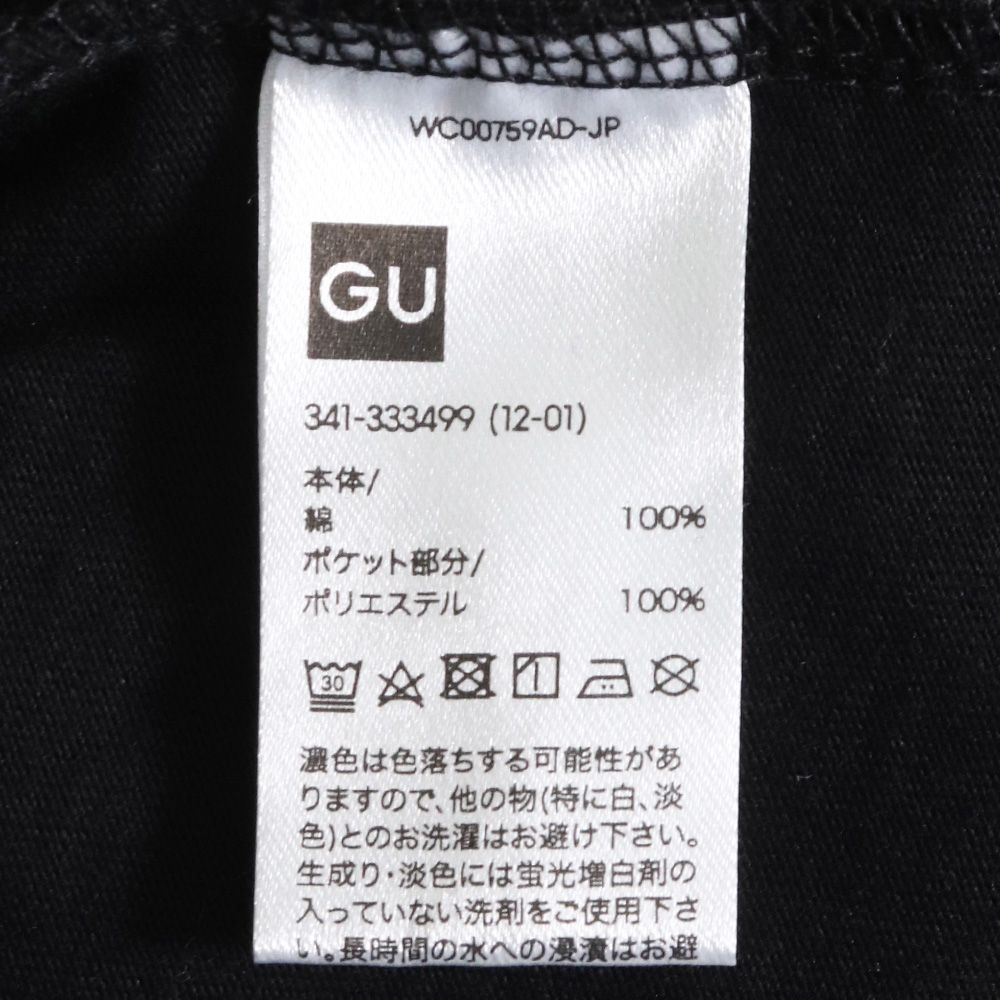 WC00759AD-JP
GU
341-333499 (12-01)
本体/
綿 100%
ポケット部分/
ポリエステル 100%
30
濃色は色落ちする可能性があ
りますので、他の物(特に白、淡
色)とのお洗濯はお避け下さい。
生成り・淡色には蛍光増白剤の
入っていない洗剤をご使用下さ
い。長時間の水への浸漬はお避